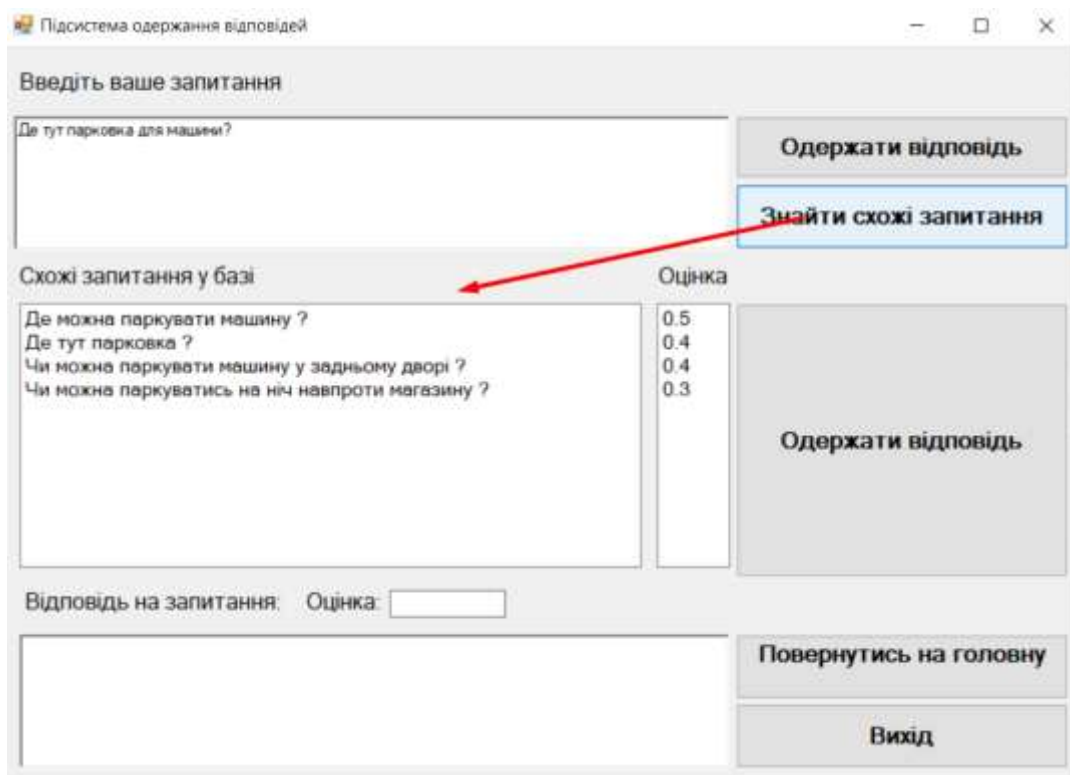 Підсистема одержання відповідей
Введіть ваше запитання
Де тут парковка для машини?
Одержати відповідь
Знайти схожі запитання
Схожі запитання у базі
Оцінка
Де можна паркувати машину ?
0.5
Де тут парковка ?
0.4
Чи можна паркувати машину у задньому дворі ?
0.4
Чи можна паркуватись на ніч навпроти магазину ?
0.3
Одержати відповідь
Відповідь на запитання: Оцінка:
Повернутись на головну
Вихід